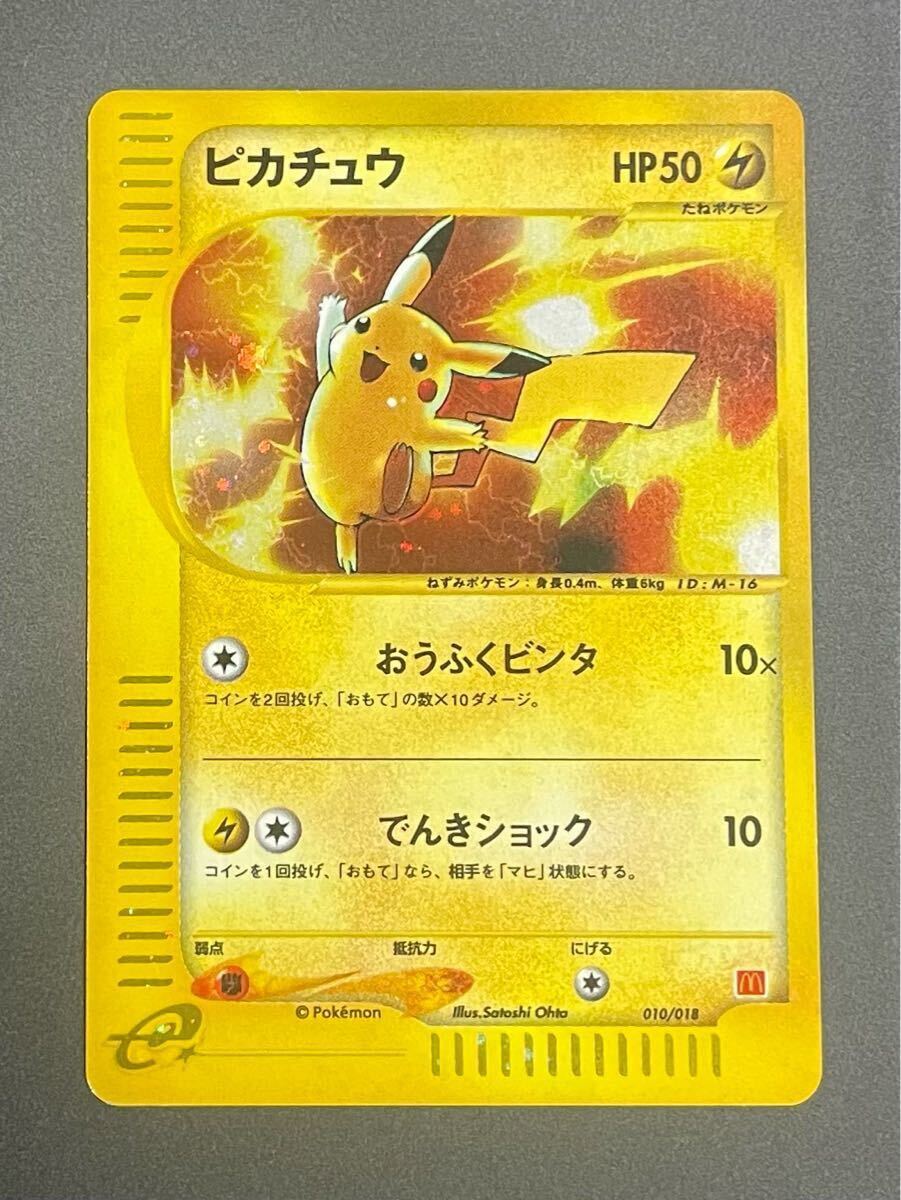 ピカチュウ HP50
たねポケモン
ねずみポケモン：身長0.4m、体重6kg ID：M-16
おうふくビンタ 10×
コインを2回投げ、「おもて」の数×10ダメージ。
でんきショック 10
コインを1回投げ、「おもて」なら、相手を「マヒ」状態にする。
弱点 抵抗力 にげる
© Pokémon Illus.Satoshi Ohta 010/018
e